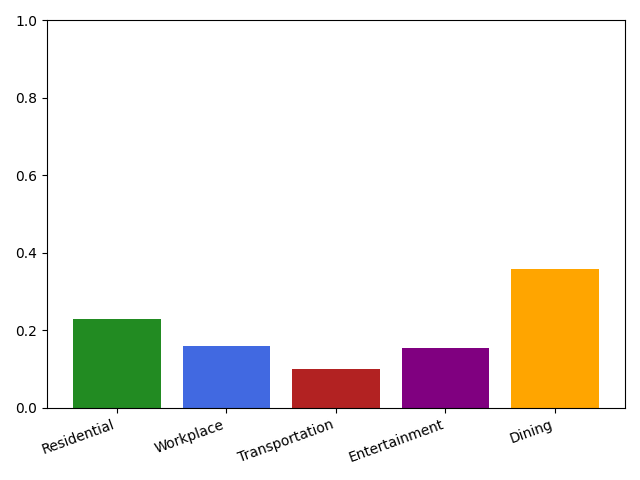 1.0
0.8
0.6
0.4
0.2
0.0
Residential
Workplace
Transportation
Entertainment
Dining